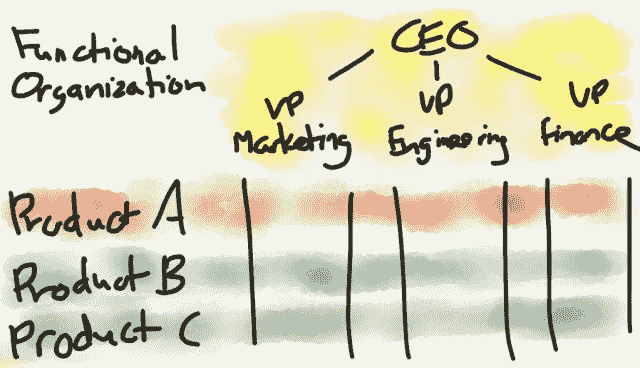 Functional
Organization
CEO
VP
Marketing
VP
Engineering
VP
Finance
Product A
Product B
Product C